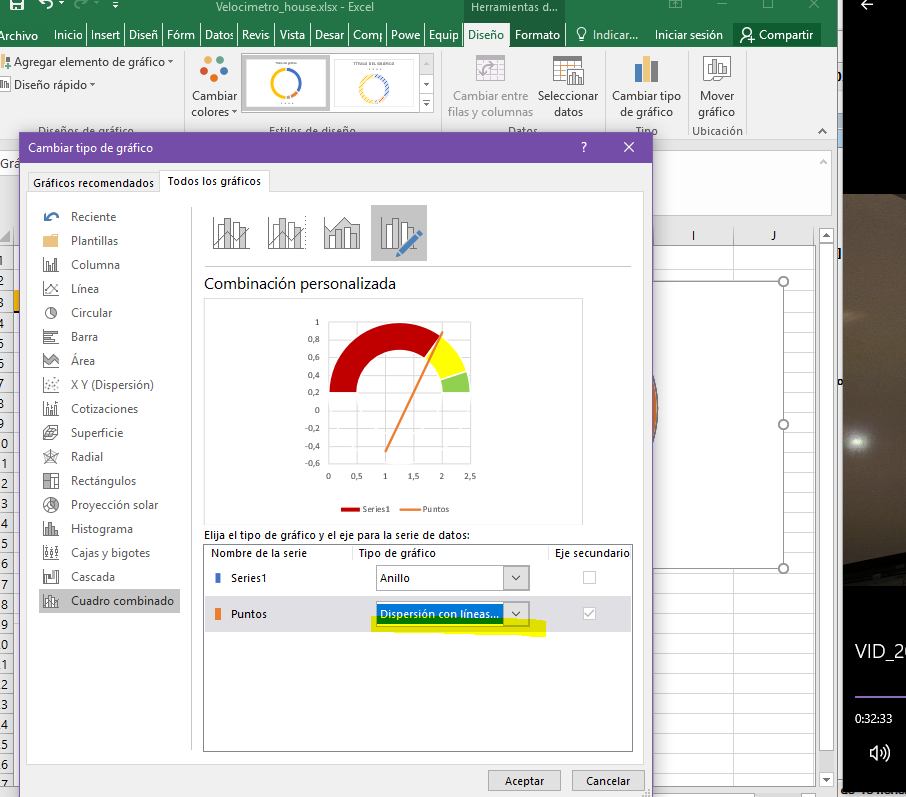 Velocimetro_house.xlsx - Excel
Herramientas d...
Archivo Inicio Insert Diseñ Fórm Datos Revis Vista Desar Comp Powe Equip Diseño Formato Indicar... Iniciar sesión Compartir
Agregar elemento de gráfico
Diseño rápido
Cambiar colores
Cambiar entre filas y columnas
Seleccionar datos
Cambiar tipo de gráfico
Mover gráfico
Diseños de gráfico
Estilos de diseño
Datos
Tipo
Ubicación
Cambiar tipo de gráfico
?
Grá
Gráficos recomendados
Todos los gráficos
Reciente
Plantillas
Columna
Línea
Circular
Barra
Área
X Y (Dispersión)
Cotizaciones
Superficie
Radial
Rectángulos
Proyección solar
Histograma
Cajas y bigotes
Cascada
Cuadro combinado
Combinación personalizada
1
0,8
0,6
0,4
0,2
0
-0,2
-0,4
-0,6
0 0,5 1 1,5 2 2,5
Series1 Puntos
Elija el tipo de gráfico y el eje para la serie de datos:
Nombre de la serie Tipo de gráfico Eje secundario
Series1 Anillo
Puntos Dispersión con líneas...
Aceptar Cancelar
I J
VID_20
0:32:33